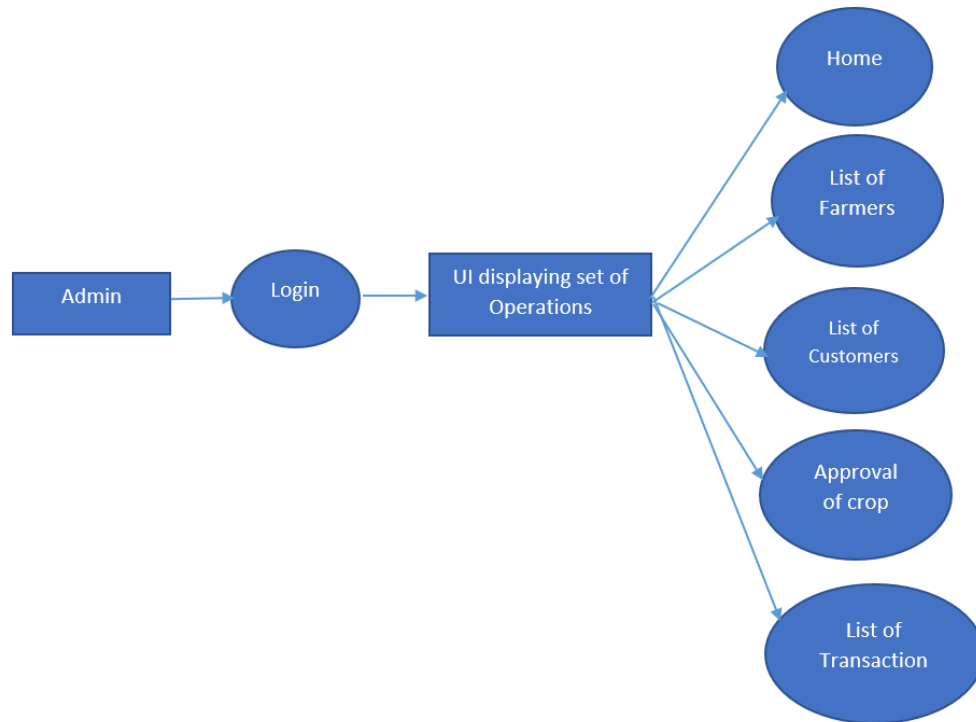 Admin
Login
UI displaying set of
Operations
Home
List of
Farmers
List of
Customers
Approval
of crop
List of
Transaction